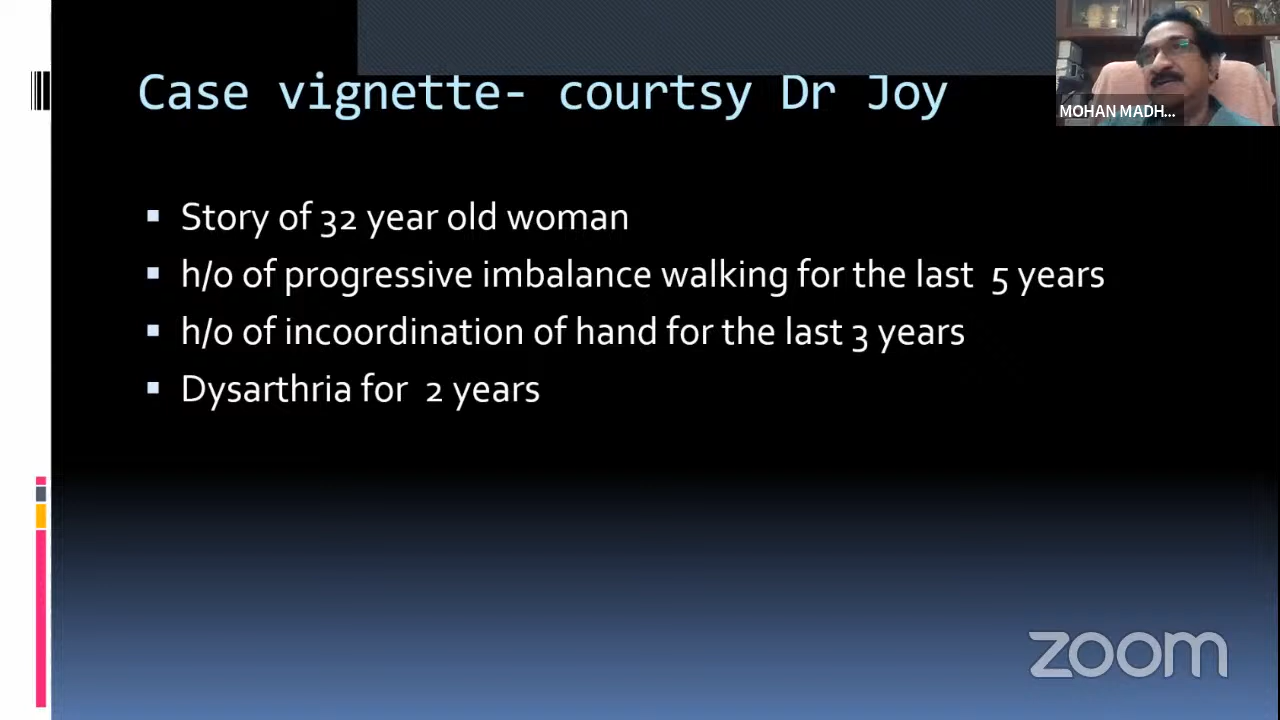 Case vignette- courtsy Dr Joy
MOHAN MADH...
▪ Story of 32 year old woman
▪ h/o of progressive imbalance walking for the last 5 years
▪ h/o of incoordination of hand for the last 3 years
▪ Dysarthria for 2 years
zoom